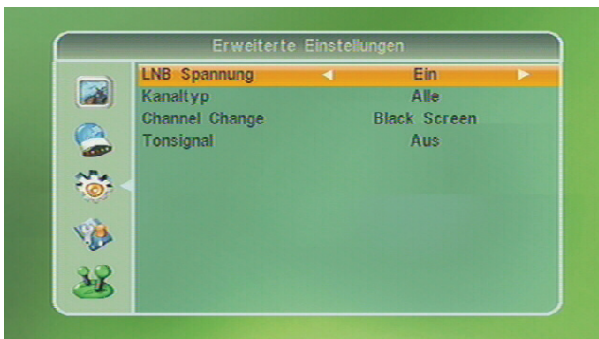 Erweiterte Einstellungen
LNB Spannung Ein
Kanaltyp Alle
Channel Change Black Screen
Tonsignal Aus